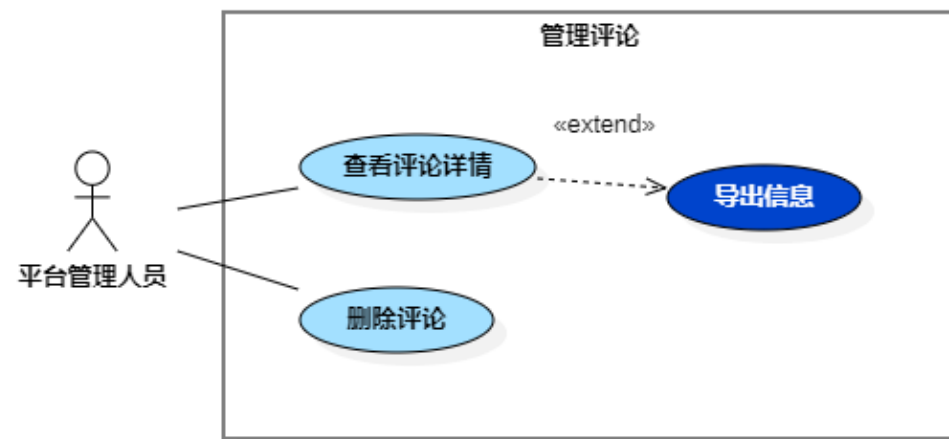 管理评论
«extend»
查看评论详情
导出信息
平台管理人员
删除评论